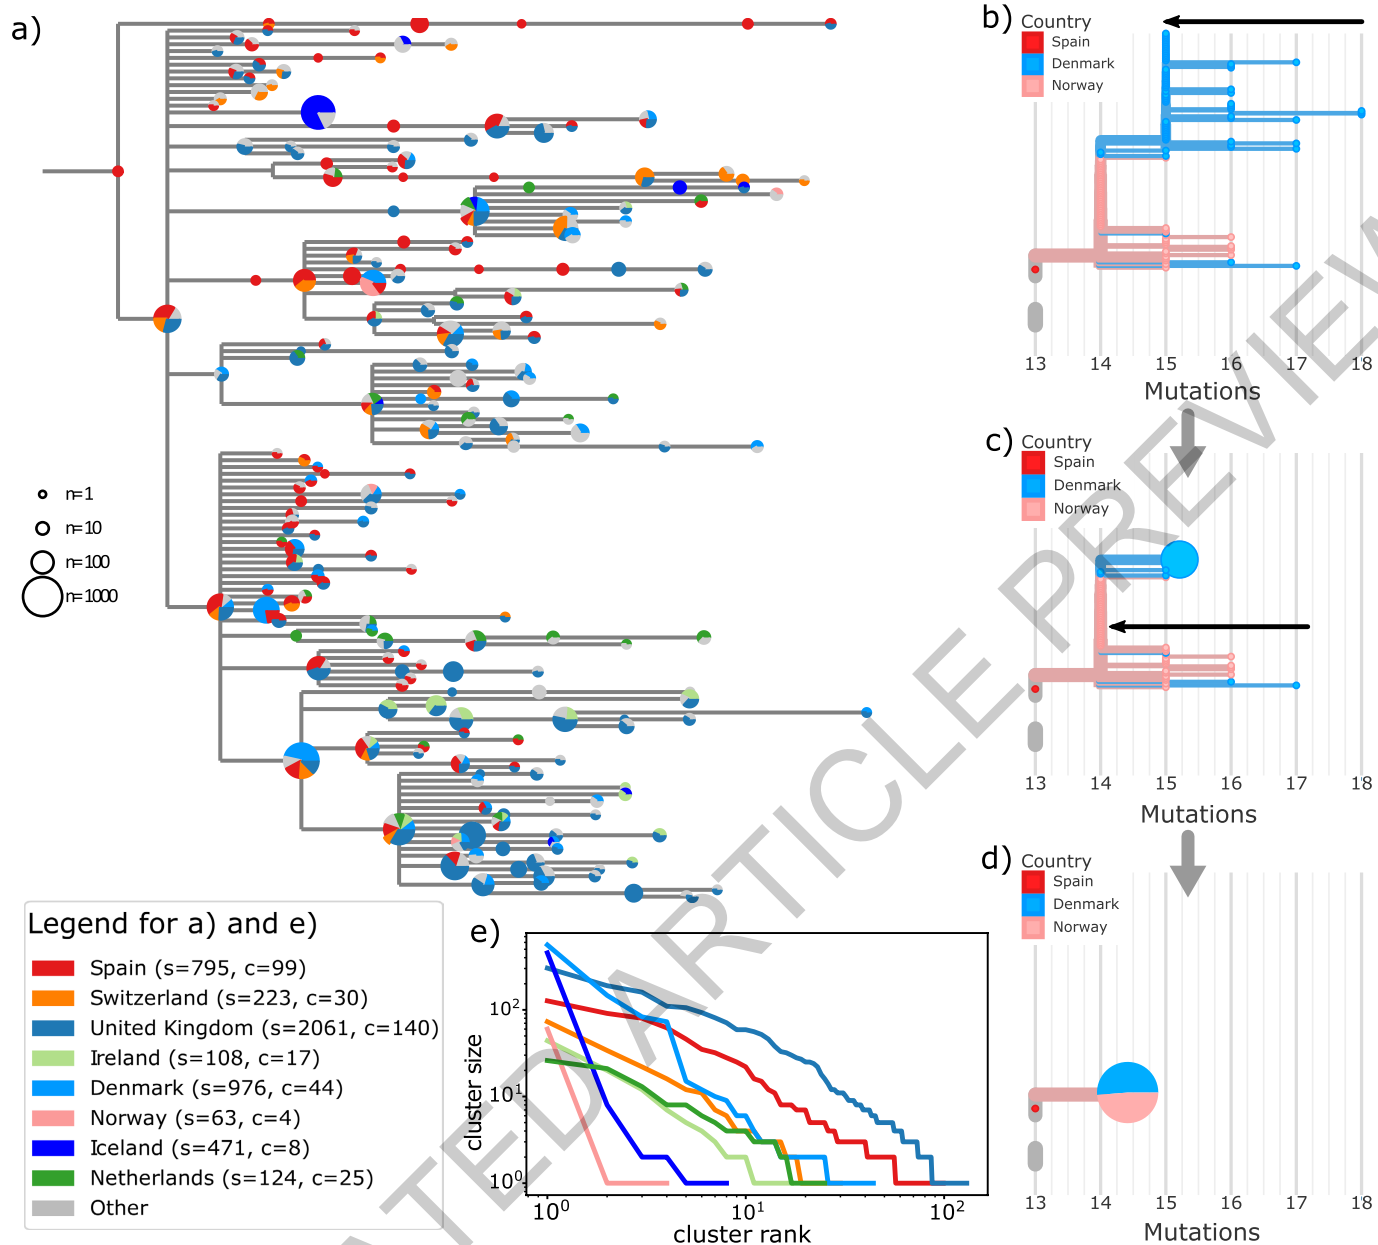 a)
n=1
n=10
n=100
n=1000
Legend for a) and e)
Spain (s=795, c=99)
Switzerland (s=223, c=30)
United Kingdom (s=2061, c=140)
Ireland (s=108, c=17)
Denmark (s=976, c=44)
Norway (s=63, c=4)
Iceland (s=471, c=8)
Netherlands (s=124, c=25)
Other
e)
cluster size
10²
10¹
10⁰
10⁰ 10¹ 10²
cluster rank
b)
Country
Spain
Denmark
Norway
13 14 15 16 17 18
Mutations
c)
Country
Spain
Denmark
Norway
13 14 15 16 17 18
Mutations
d)
Country
Spain
Denmark
Norway
13 14 15 16 17 18
Mutations
ATED ARTICLE PREVIEW